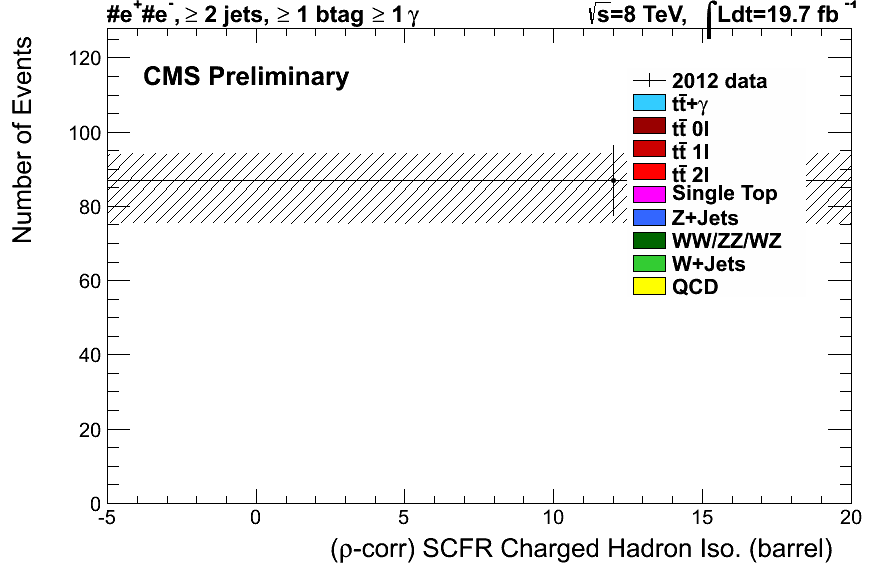 #e⁺#e⁻, ≥ 2 jets, ≥ 1 btag ≥ 1 γ
√s=8 TeV, ∫Ldt=19.7 fb⁻¹
Number of Events
CMS Preliminary
2012 data
tt̄+γ
tt̄ 0l
tt̄ 1l
tt̄ 2l
Single Top
Z+Jets
WW/ZZ/WZ
W+Jets
QCD
120
100
80
60
40
20
0
-5 0 5 10 15 20
(ρ-corr) SCFR Charged Hadron Iso. (barrel)